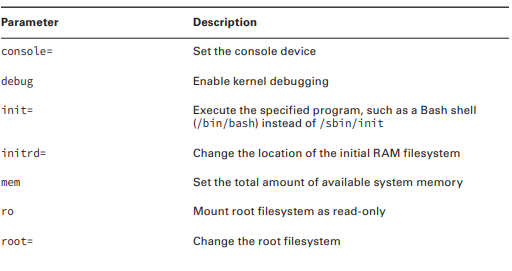 Parameter Description
console= Set the console device
debug Enable kernel debugging
init= Execute the specified program, such as a Bash shell
(/bin/bash) instead of /sbin/init
initrd= Change the location of the initial RAM filesystem
mem Set the total amount of available system memory
ro Mount root filesystem as read-only
root= Change the root filesystem